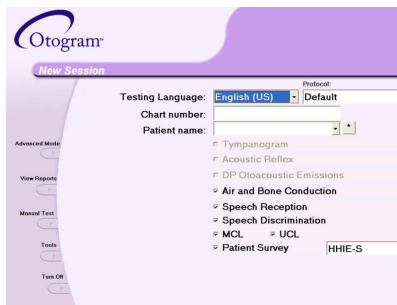 Otogram™
New Session
Protocol:
Testing Language: English (US) Default
Chart number:
Patient name: *
Tympanogram
Acoustic Reflex
DP Otoacoustic Emissions
Air and Bone Conduction
Speech Reception
Speech Discrimination
MCL UCL
Patient Survey HHIE-S
Advanced Mode
View Reports
Manual Test
Tools
Turn Off